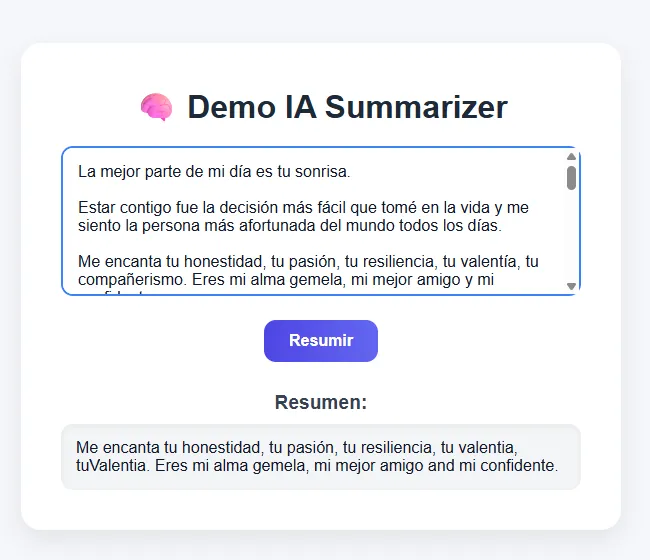 🧠 Demo IA Summarizer
La mejor parte de mi día es tu sonrisa.
Estar contigo fue la decisión más fácil que tomé en la vida y me
siento la persona más afortunada del mundo todos los días.
Me encanta tu honestidad, tu pasión, tu resiliencia, tu valentía, tu
compañerismo. Eres mi alma gemela, mi mejor amigo y mi
Resumir
Resumen:
Me encanta tu honestidad, tu pasión, tu resiliencia, tu valentia,
tuValentia. Eres mi alma gemela, mi mejor amigo and mi confidente.